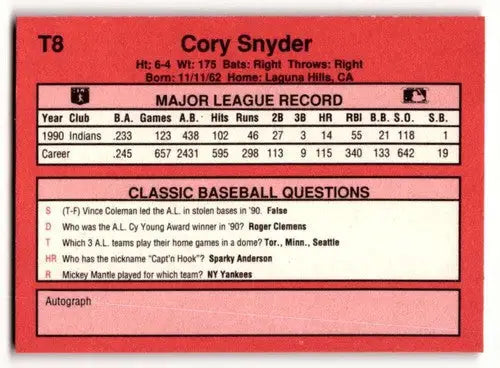 T8
Cory Snyder
Ht; 6-4 Wt: 175 Bats: Right Throws: Right
Born: 11/11/62 Home: Laguna Hills, CA
MAJOR LEAGUE RECORD
Year Club B.A. Games A.B. Hits Runs 2B 3B HR RBI B.B. S.O. S.B.
1990 Indians .233 123 438 102 46 27 3 14 55 21 118 1
Career .245 657 2431 595 298 113 9 115 340 133 642 19
CLASSIC BASEBALL QUESTIONS
S (T-F) Vince Coleman led the A.L. in stolen bases in '90. False
D Who was the A.L. Cy Young Award winner in '90? Roger Clemens
T Which 3 A.L. teams play their home games in a dome? Tor., Minn., Seattle
HR Who has the nickname "Capt'n Hook"? Sparky Anderson
R Mickey Mantle played for which team? NY Yankees
Autograph